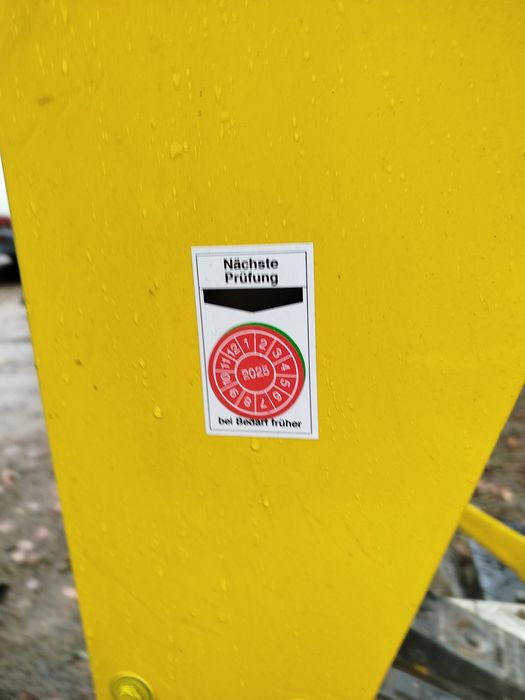 Nächste
Prüfung
1 2 3 4 5 6 7 8 9 10 11 12
2025
bei Bedarf früher